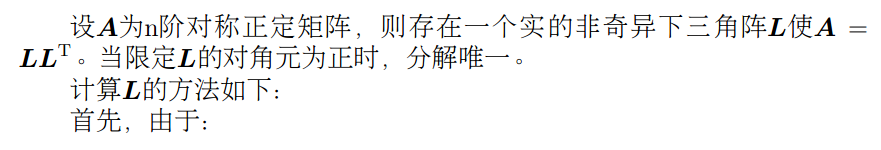 设A为n阶对称正定矩阵，则存在一个实的非奇异下三角阵L使A =
LLᵀ。当限定L的对角元为正时，分解唯一。
计算L的方法如下：
首先，由于：